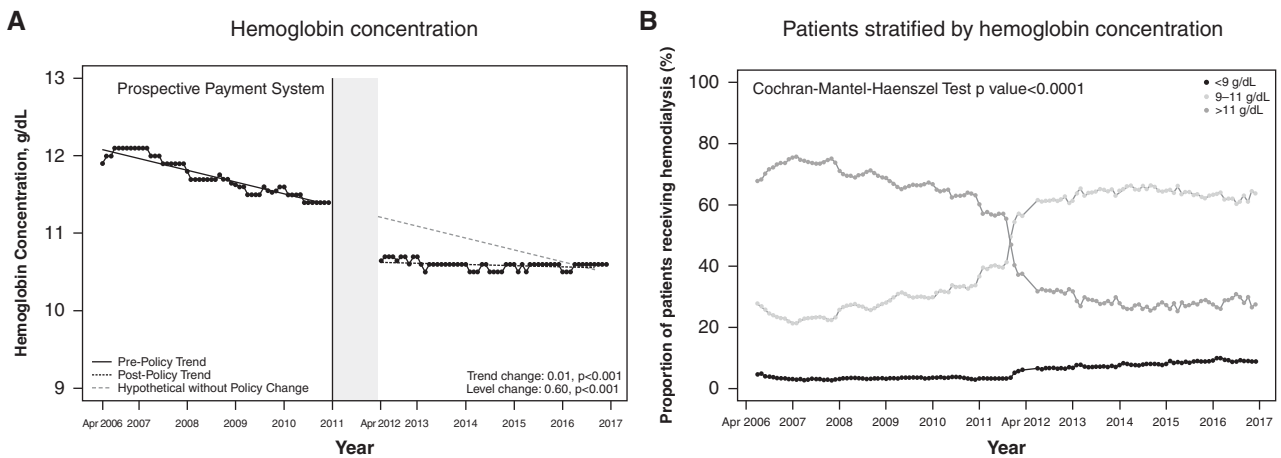 A
Hemoglobin concentration
Hemoglobin Concentration, g/dL
13
12
11
10
9
Prospective Payment System
Pre-Policy Trend
Post-Policy Trend
Hypothetical without Policy Change
Trend change: 0.01, p<0.001
Level change: 0.60, p<0.001
Apr 2006 2007 2008 2009 2010 2011 Apr 2012 2013 2014 2015 2016 2017
Year
B
Patients stratified by hemoglobin concentration
Proportion of patients receiving hemodialysis (%)
100
80
60
40
20
0
Cochran-Mantel-Haenszel Test p value<0.0001
<9 g/dL
9–11 g/dL
>11 g/dL
Apr 2006 2007 2008 2009 2010 2011 Apr 2012 2013 2014 2015 2016 2017
Year